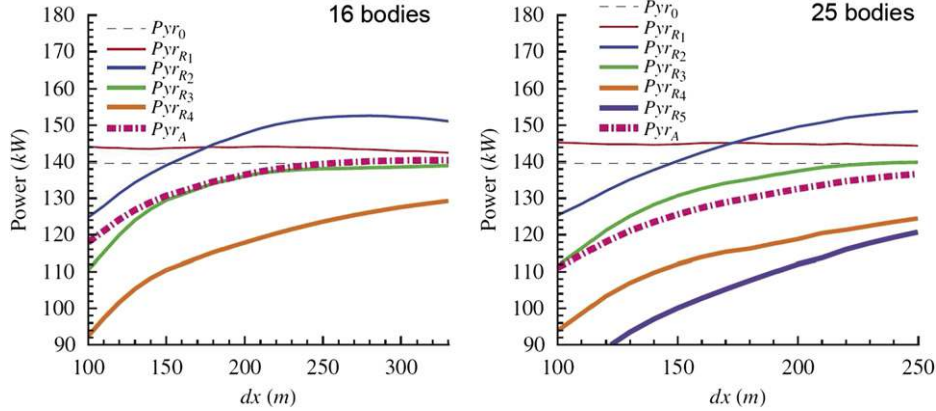 16 bodies
Pyr0
PyrR1
PyrR2
PyrR3
PyrR4
PyrA
180
170
160
150
140
130
120
110
100
90
Power (kW)
100 150 200 250 300
dx (m)
25 bodies
Pyr0
PyrR1
PyrR2
PyrR3
PyrR4
PyrR5
PyrA
180
170
160
150
140
130
120
110
100
90
Power (kW)
100 150 200 250
dx (m)